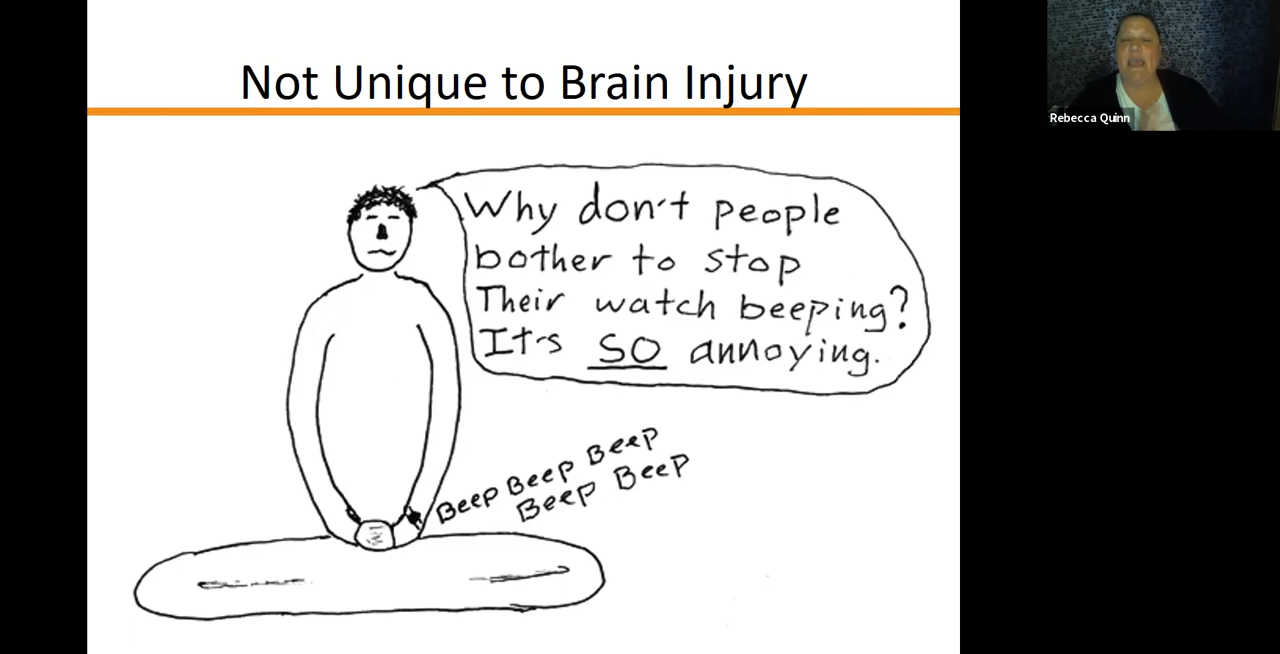 Not Unique to Brain Injury
Rebecca Quinn
Why don't people
bother to stop
Their watch beeping?
It's SO annoying.
Beep Beep Beep
Beep Beep